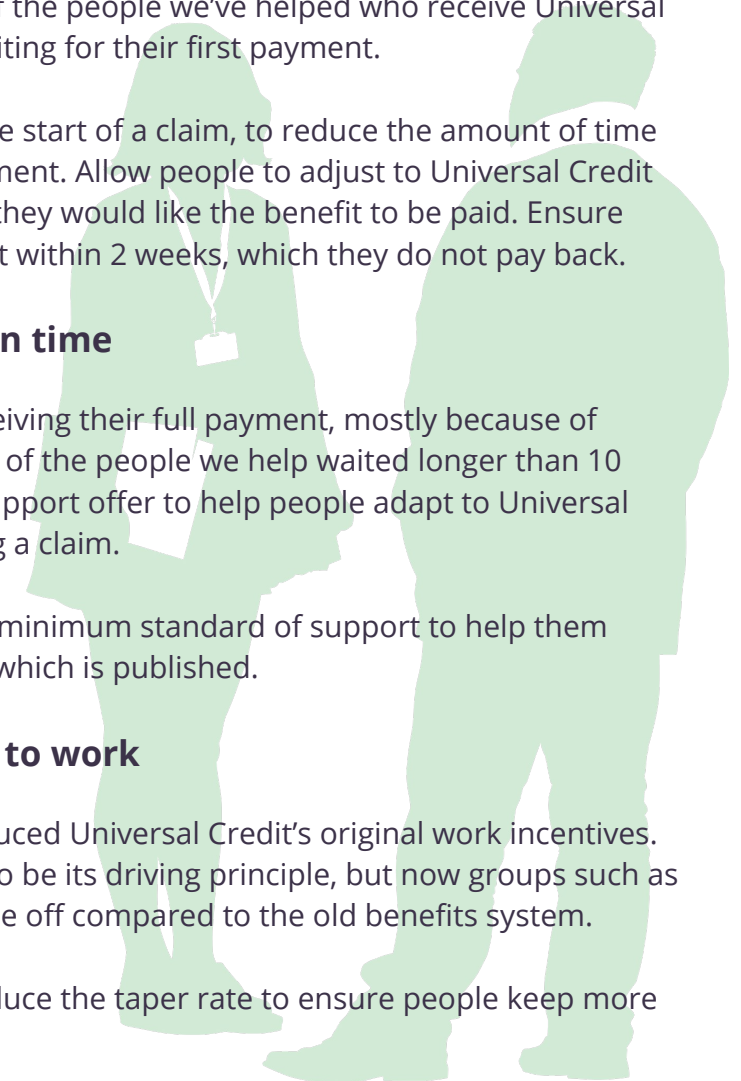 f the people we've helped who receive Universal
iting for their first payment.
e start of a claim, to reduce the amount of time
ment. Allow people to adjust to Universal Credit
they would like the benefit to be paid. Ensure
t within 2 weeks, which they do not pay back.
n time
eiving their full payment, mostly because of
of the people we help waited longer than 10
pport offer to help people adapt to Universal
g a claim.
minimum standard of support to help them
which is published.
to work
uced Universal Credit's original work incentives.
o be its driving principle, but now groups such as
e off compared to the old benefits system.
luce the taper rate to ensure people keep more